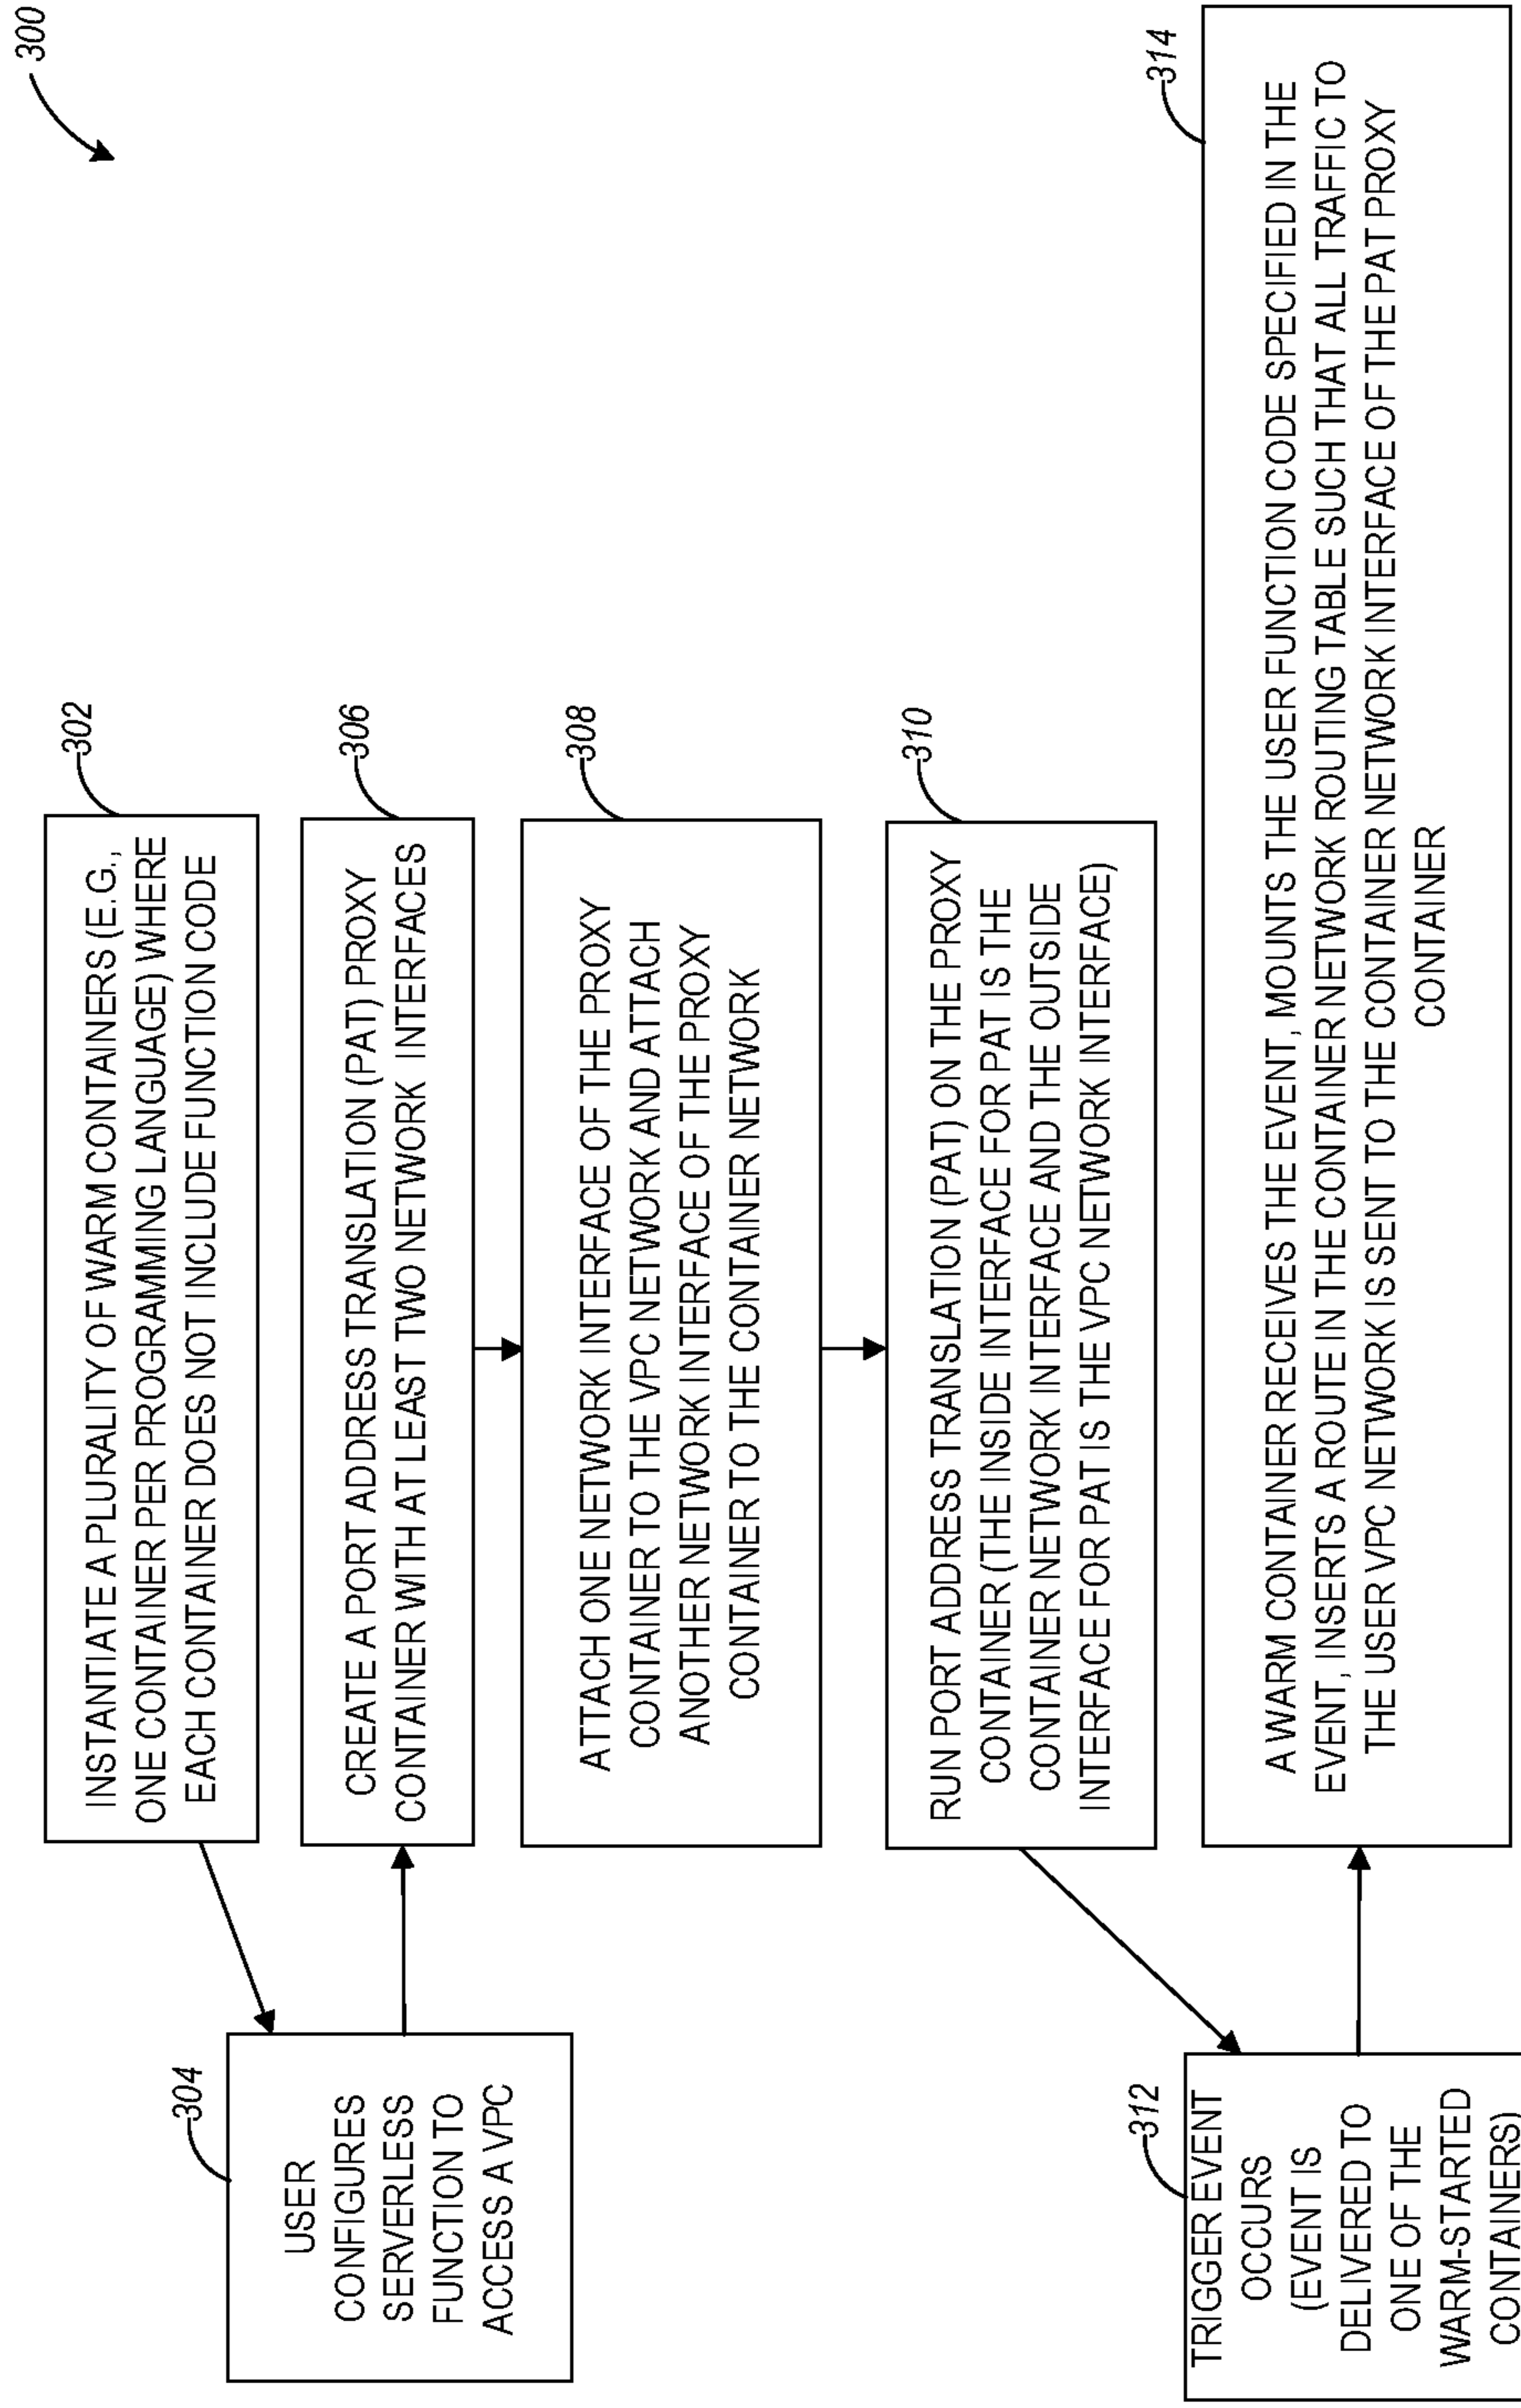 300
302
INSTANTIATE A PLURALITY OF WARM CONTAINERS (E.G.,
ONE CONTAINER PER PROGRAMMING LANGUAGE) WHERE
EACH CONTAINER DOES NOT INCLUDE FUNCTION CODE
304
USER
CONFIGURES
SERVERLESS
FUNCTION TO
ACCESS A VPC
306
CREATE A PORT ADDRESS TRANSLATION (PAT) PROXY
CONTAINER WITH AT LEAST TWO NETWORK INTERFACES
308
ATTACH ONE NETWORK INTERFACE OF THE PROXY
CONTAINER TO THE VPC NETWORK AND ATTACH
ANOTHER NETWORK INTERFACE OF THE PROXY
CONTAINER TO THE CONTAINER NETWORK
310
RUN PORT ADDRESS TRANSLATION (PAT) ON THE PROXY
CONTAINER (THE INSIDE INTERFACE FOR PAT IS THE
CONTAINER NETWORK INTERFACE AND THE OUTSIDE
INTERFACE FOR PAT IS THE VPC NETWORK INTERFACE)
312
TRIGGER EVENT
OCCURS
(EVENT IS
DELIVERED TO
ONE OF THE
WARM-STARTED
CONTAINERS)
314
A WARM CONTAINER RECEIVES THE EVENT, MOUNTS THE USER FUNCTION CODE SPECIFIED IN THE
EVENT, INSERTS A ROUTE IN THE CONTAINER NETWORK ROUTING TABLE SUCH THAT ALL TRAFFIC TO
THE USER VPC NETWORK IS SENT TO THE CONTAINER NETWORK INTERFACE OF THE PAT PROXY
CONTAINER